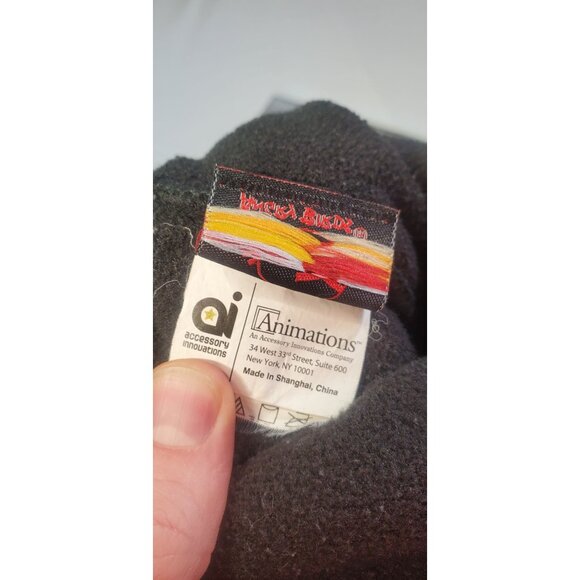 ai
accessory
innovations
Animations™
An Accessory Innovations Company
34 West 33rd Street, Suite 600
New York, NY 10001
Made In Shanghai, China